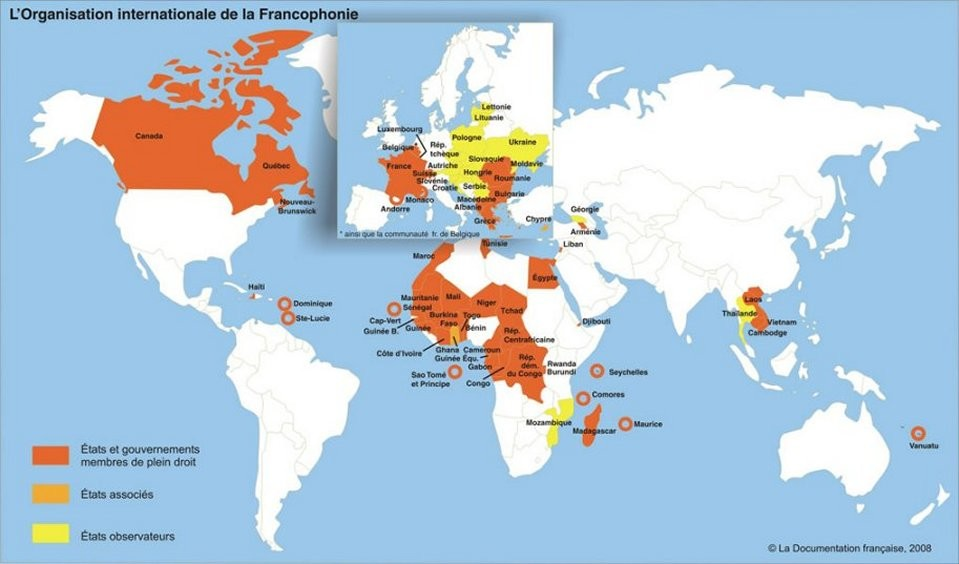 L'Organisation internationale de la Francophonie
Canada
Québec
Nouveau-
Brunswick
Lettonie
Lituanie
Luxembourg
Belgique*
Rép.
tchèque
Pologne
Ukraine
France
Autriche
Slovaquie
Moldavie
Suisse
Hongrie
Slovénie
Roumanie
Croatie
Serbie
Monaco
Bulgarie
Andorre
Macédoine
Albanie
Grèce
Chypre
* ainsi que la communauté fr. de Belgique
Géorgie
Arménie
Liban
Tunisie
Maroc
Égypte
Haïti
Dominique
Ste-Lucie
Mauritanie
Mali
Niger
Tchad
Sénégal
Cap-Vert
Burkina
Faso
Togo
Guinée B.
Guinée
Bénin
Rép.
Centrafricaine
Djibouti
Côte d'Ivoire
Ghana
Cameroun
Guinée Équ.
Gabon
Rép.
dém.
du Congo
Rwanda
Burundi
Sao Tomé
et Principe
Congo
Seychelles
Comores
Mozambique
Madagascar
Maurice
Laos
Thaïlande
Vietnam
Cambodge
Vanuatu
États et gouvernements
membres de plein droit
États associés
États observateurs
© La Documentation française, 2008